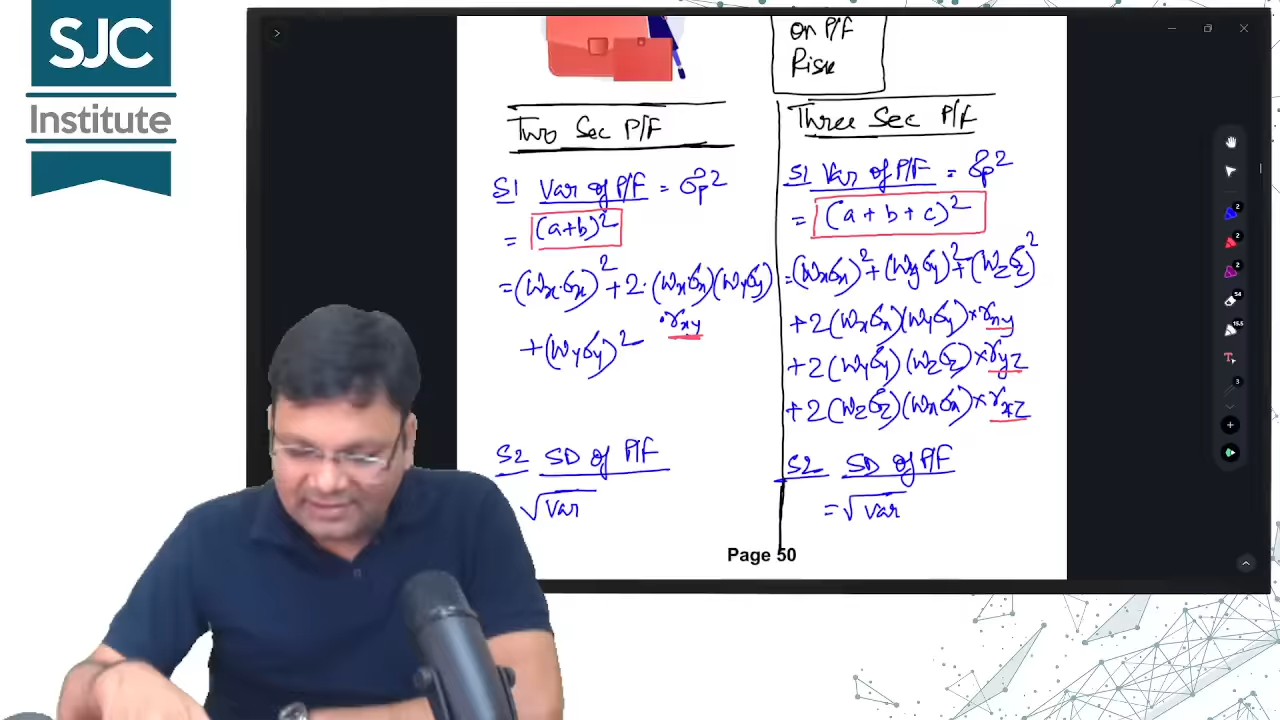 SJC
Institute
on P/F
Risk
Two Sec P/F
S1 Var of P/F = σp²
= (a+b)²
= (wx·σx)² + 2·(wxσx)(wyσy)
·rxy
+ (wyσy)²
S2 SD of P/F
√Var
Three Sec P/F
S1 Var of P/F = σp²
= (a + b + c)²
= (wxσx)² + (wyσy)² + (wzσz)²
+ 2(wxσx)(wyσy) × rxy
+ 2(wyσy)(wzσz) × ryz
+ 2(wzσz)(wxσx) × rxz
S2 SD of P/F
= √Var
Page 50